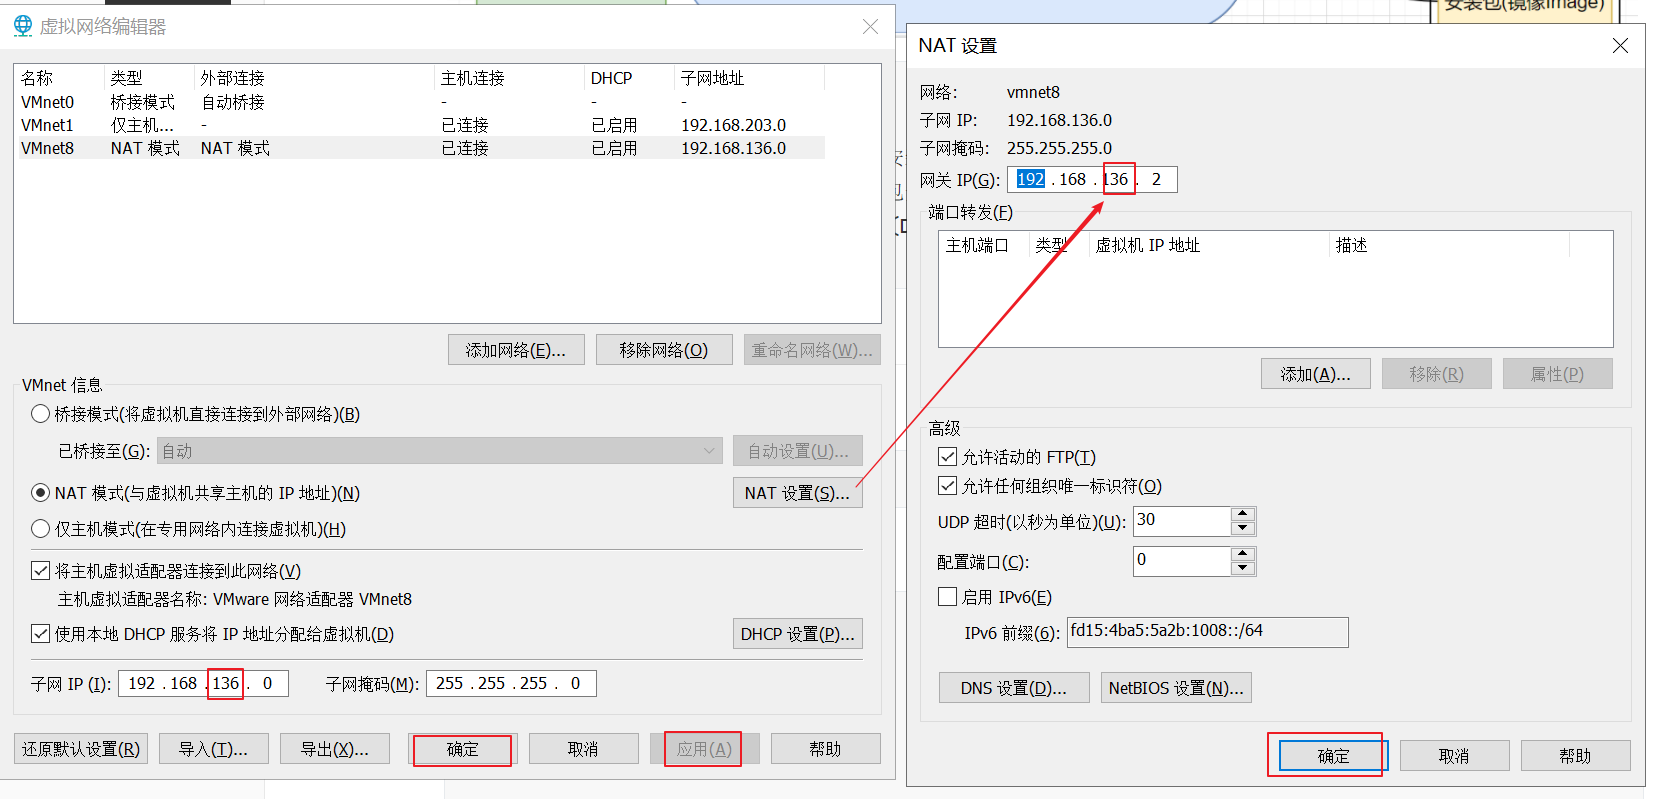 安装包(镜像Image)
虚拟网络编辑器
名称 类型 外部连接 主机连接 DHCP 子网地址
VMnet0 桥接模式 自动桥接 - - -
VMnet1 仅主机... - 已连接 已启用 192.168.203.0
VMnet8 NAT 模式 NAT 模式 已连接 已启用 192.168.136.0
添加网络(E)... 移除网络(O) 重命名网络(W)...
VMnet 信息
桥接模式(将虚拟机直接连接到外部网络)(B)
已桥接至(G): 自动 自动设置(U)...
NAT 模式(与虚拟机共享主机的 IP 地址)(N) NAT 设置(S)...
仅主机模式(在专用网络内连接虚拟机)(H)
将主机虚拟适配器连接到此网络(V)
主机虚拟适配器名称: VMware 网络适配器 VMnet8
使用本地 DHCP 服务将 IP 地址分配给虚拟机(D) DHCP 设置(P)...
子网 IP (I): 192 . 168 . 136 . 0 子网掩码(M): 255 . 255 . 255 . 0
还原默认设置(R) 导入(T)... 导出(X)... 确定 取消 应用(A) 帮助
NAT 设置
网络: vmnet8
子网 IP: 192.168.136.0
子网掩码: 255.255.255.0
网关 IP(G): 192 . 168 . 136 . 2
端口转发(F)
主机端口 类型 虚拟机 IP 地址 描述
添加(A)... 移除(R) 属性(P)
高级
允许活动的 FTP(T)
允许任何组织唯一标识符(O)
UDP 超时(以秒为单位)(U): 30
配置端口(C): 0
启用 IPv6(E)
IPv6 前缀(6): fd15:4ba5:5a2b:1008::/64
DNS 设置(D)... NetBIOS 设置(N)...
确定 取消 帮助